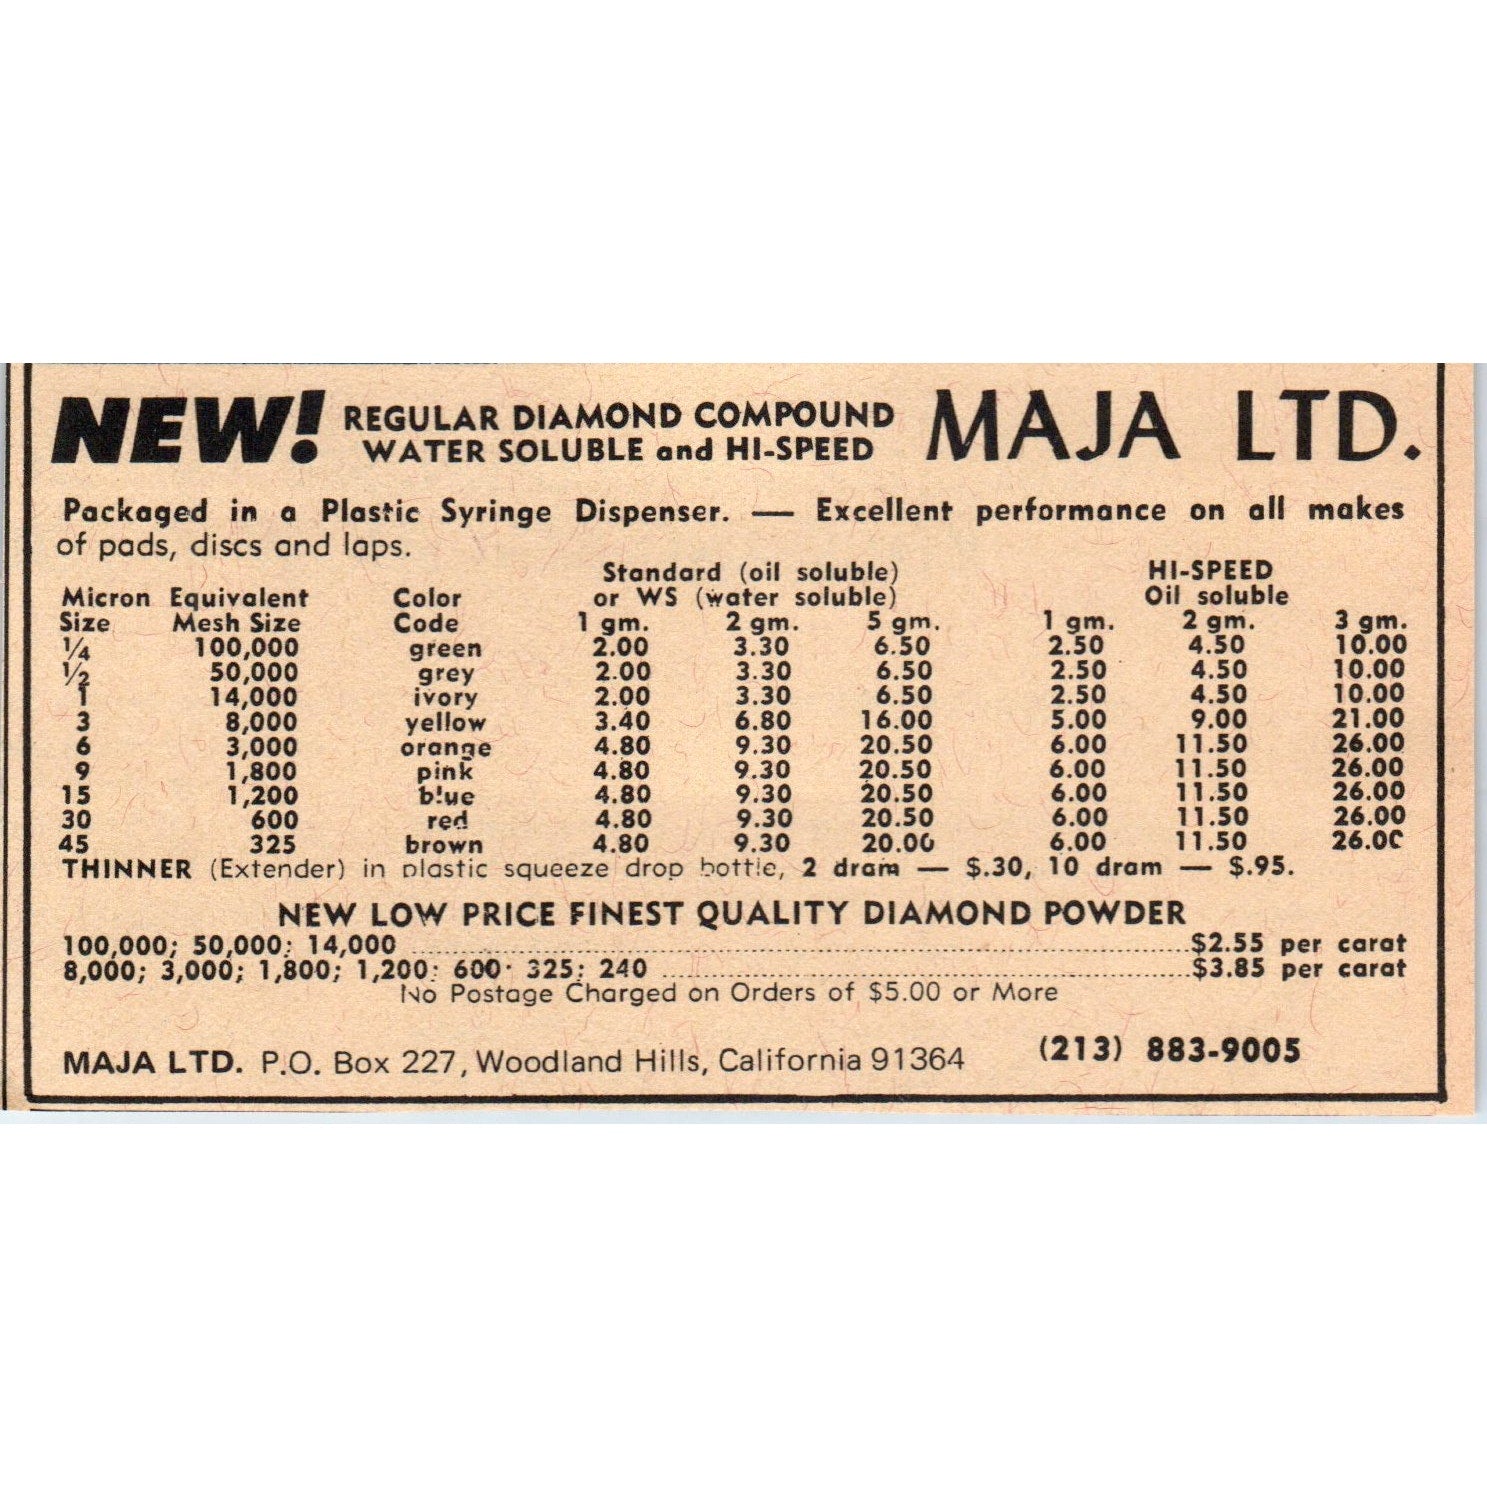 NEW! REGULAR DIAMOND COMPOUND MAJA LTD.
WATER SOLUBLE and HI-SPEED
Packaged in a Plastic Syringe Dispenser. — Excellent performance on all makes
of pads, discs and laps.
Standard (oil soluble) HI-SPEED
Micron Equivalent Color or WS (water soluble) Oil soluble
Size Mesh Size Code 1 gm. 2 gm. 5 gm. 1 gm. 2 gm. 3 gm.
1/4 100,000 green 2.00 3.30 6.50 2.50 4.50 10.00
1/2 50,000 grey 2.00 3.30 6.50 2.50 4.50 10.00
1 14,000 ivory 2.00 3.30 6.50 2.50 4.50 10.00
3 8,000 yellow 3.40 6.80 16.00 5.00 9.00 21.00
6 3,000 orange 4.80 9.30 20.50 6.00 11.50 26.00
9 1,800 pink 4.80 9.30 20.50 6.00 11.50 26.00
15 1,200 blue 4.80 9.30 20.50 6.00 11.50 26.00
30 600 red 4.80 9.30 20.50 6.00 11.50 26.00
45 325 brown 4.80 9.30 20.00 6.00 11.50 26.00
THINNER (Extender) in plastic squeeze drop bottle, 2 dram — $.30, 10 dram — $.95.
NEW LOW PRICE FINEST QUALITY DIAMOND POWDER
100,000; 50,000; 14,000 ........ $2.55 per carat
8,000; 3,000; 1,800; 1,200; 600; 325; 240 ........ $3.85 per carat
No Postage Charged on Orders of $5.00 or More
MAJA LTD. P.O. Box 227, Woodland Hills, California 91364 (213) 883-9005